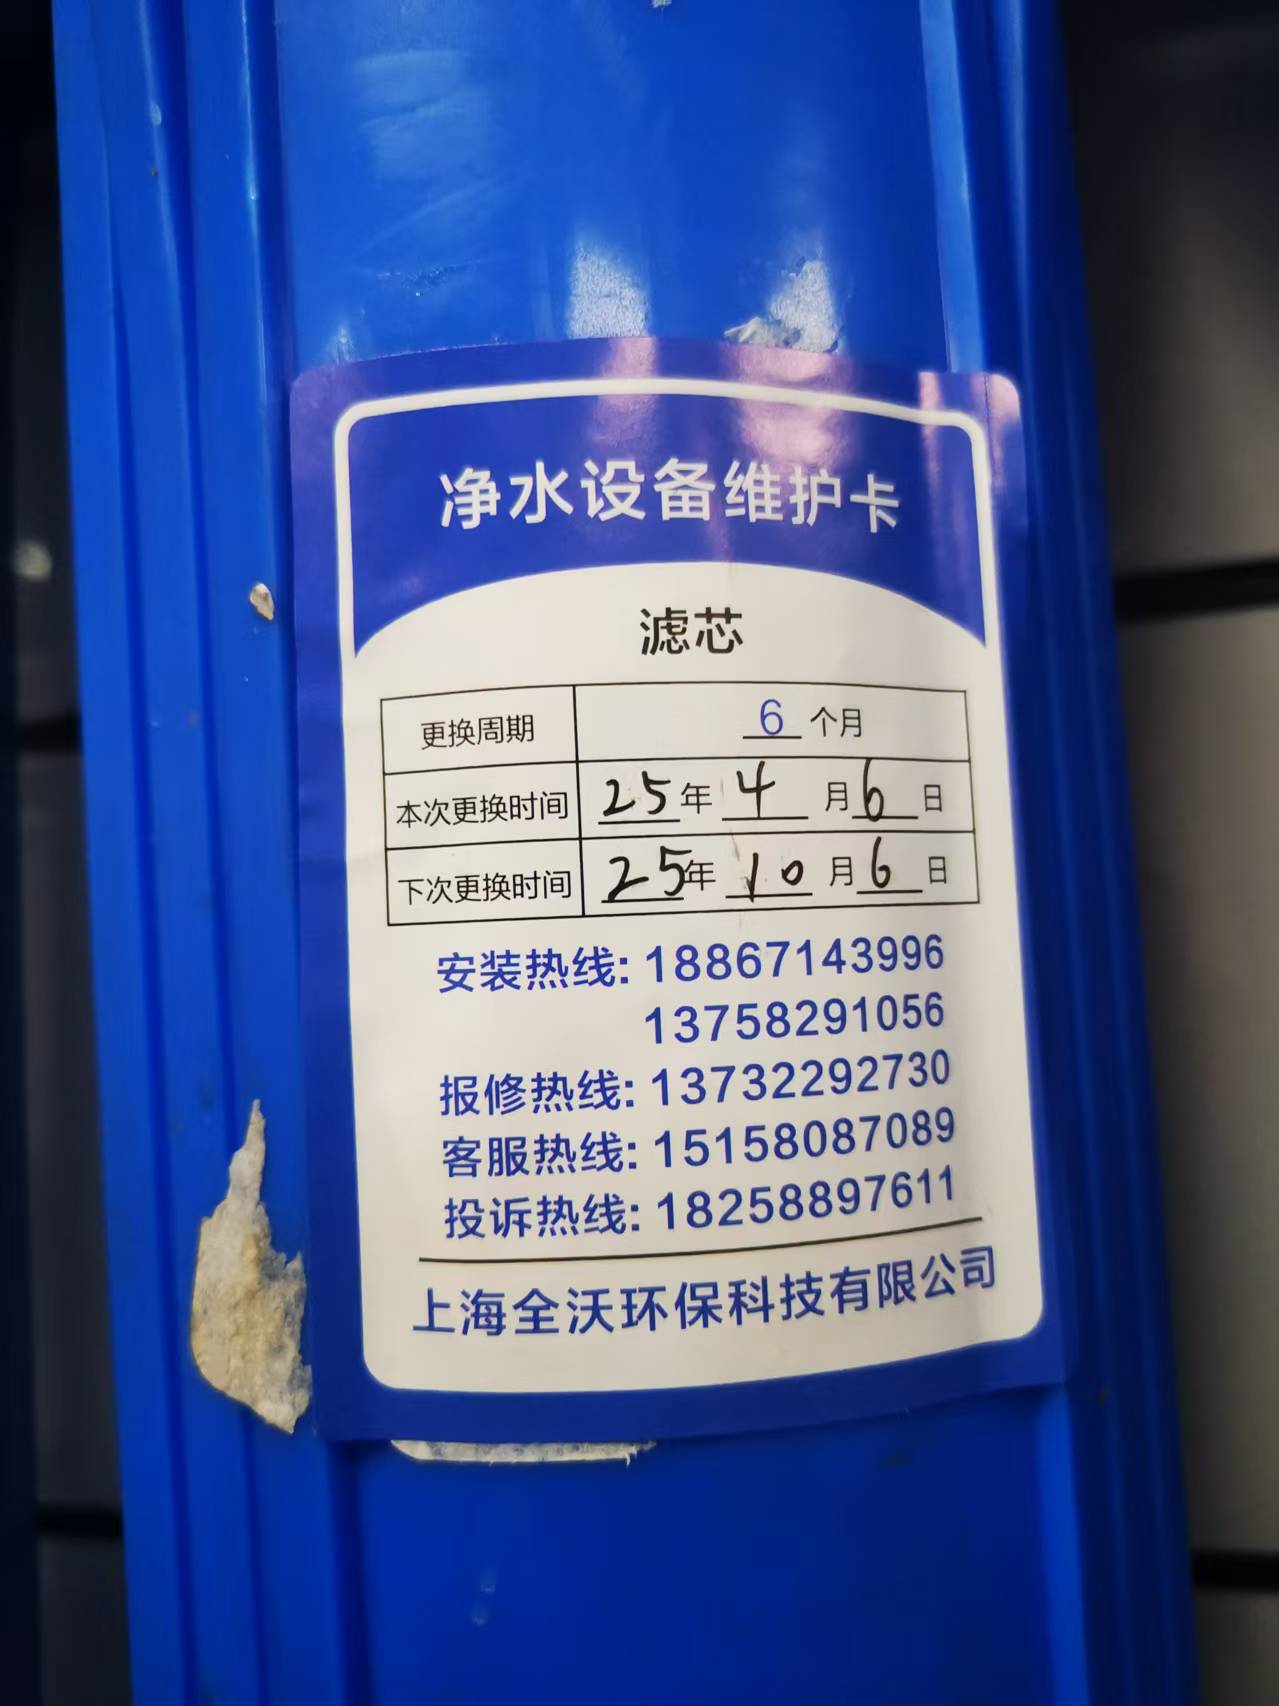 净水设备维护卡
滤芯
更换周期 6 个月
本次更换时间 25年 4 月 6 日
下次更换时间 25年 10 月 6 日
安装热线: 18867143996
13758291056
报修热线: 13732292730
客服热线: 15158087089
投诉热线: 18258897611
上海全沃环保科技有限公司